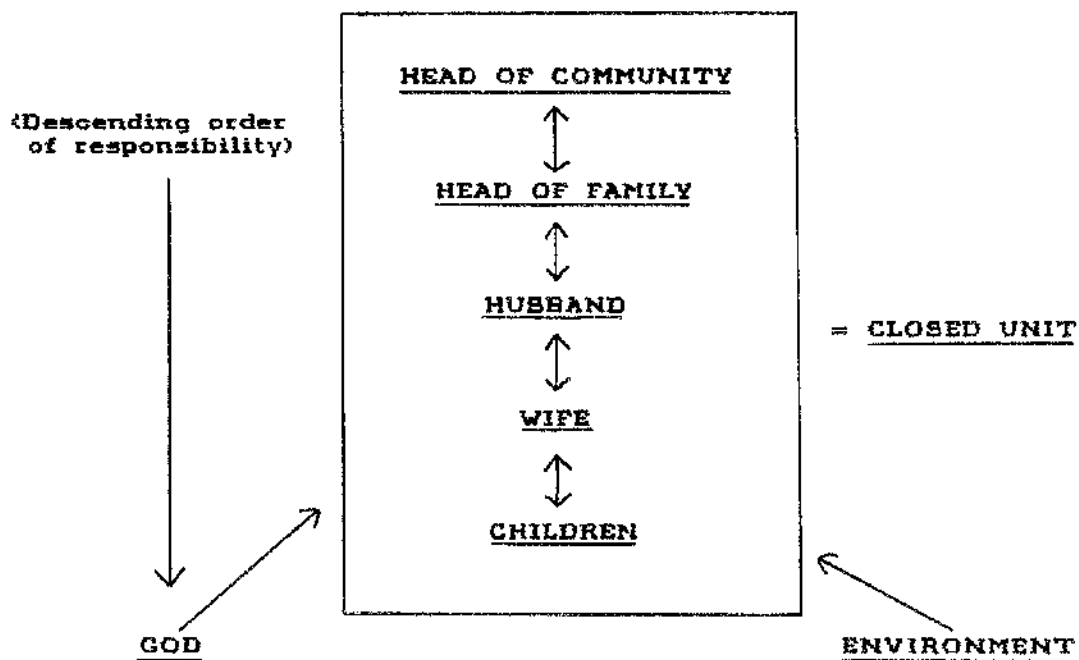 HEAD OF COMMUNITY
(Descending order
of responsibility)
HEAD OF FAMILY
HUSBAND
= CLOSED UNIT
WIFE
CHILDREN
GOD
ENVIRONMENT